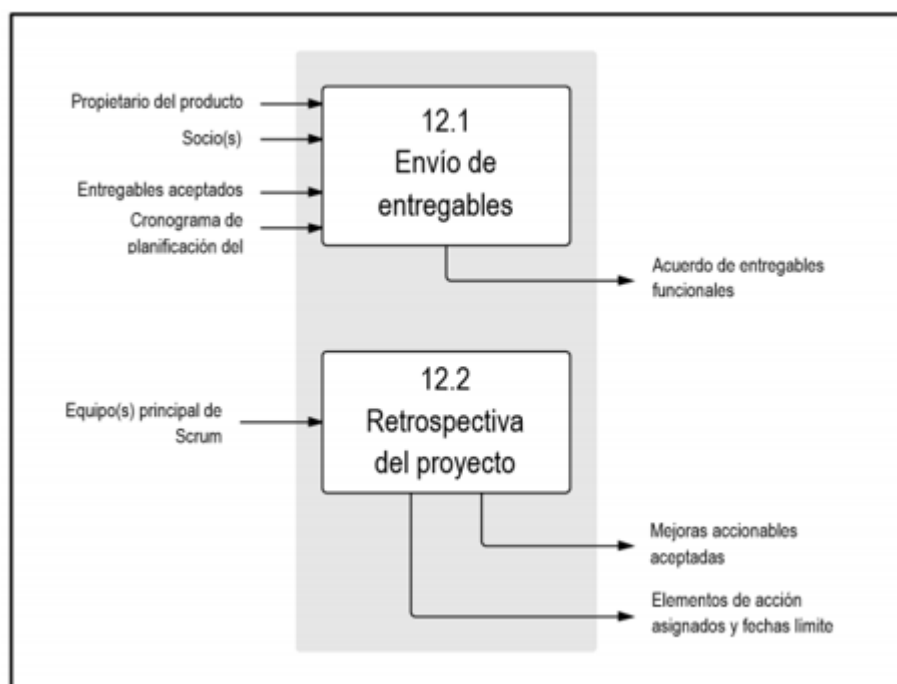 Propietario del producto
Socio(s)
Entregables aceptados
Cronograma de
planificación del
12.1
Envío de
entregables
Acuerdo de entregables
funcionales
Equipo(s) principal de
Scrum
12.2
Retrospectiva
del proyecto
Mejoras accionables
aceptadas
Elementos de acción
asignados y fechas límite